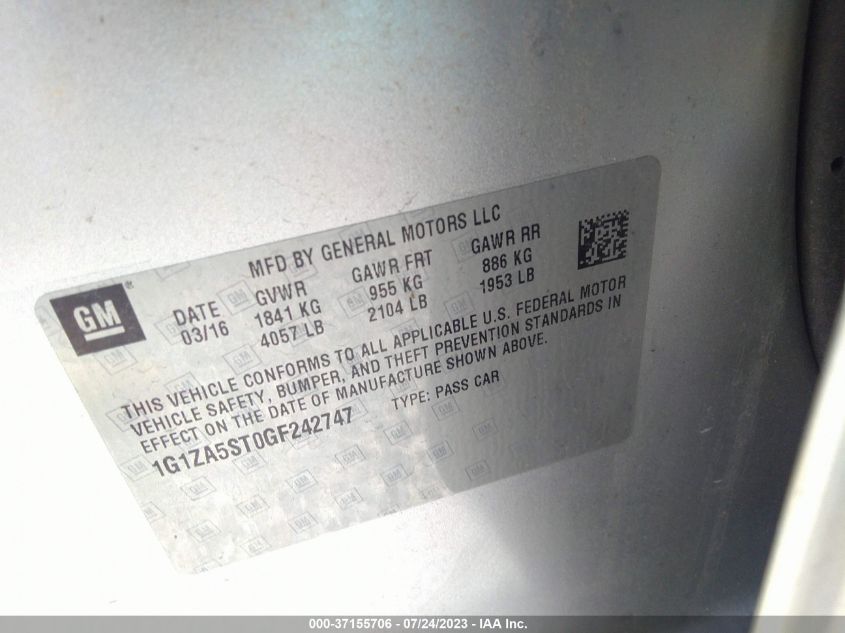 MFD BY GENERAL MOTORS LLC
GM®
DATE GVWR GAWR FRT GAWR RR
03/16 1841 KG 955 KG 886 KG
4057 LB 2104 LB 1953 LB
THIS VEHICLE CONFORMS TO ALL APPLICABLE U.S. FEDERAL MOTOR
VEHICLE SAFETY, BUMPER, AND THEFT PREVENTION STANDARDS IN
EFFECT ON THE DATE OF MANUFACTURE SHOWN ABOVE.
1G1ZA5ST0GF242747 TYPE: PASS CAR
000-37155706 - 07/24/2023 - IAA Inc.